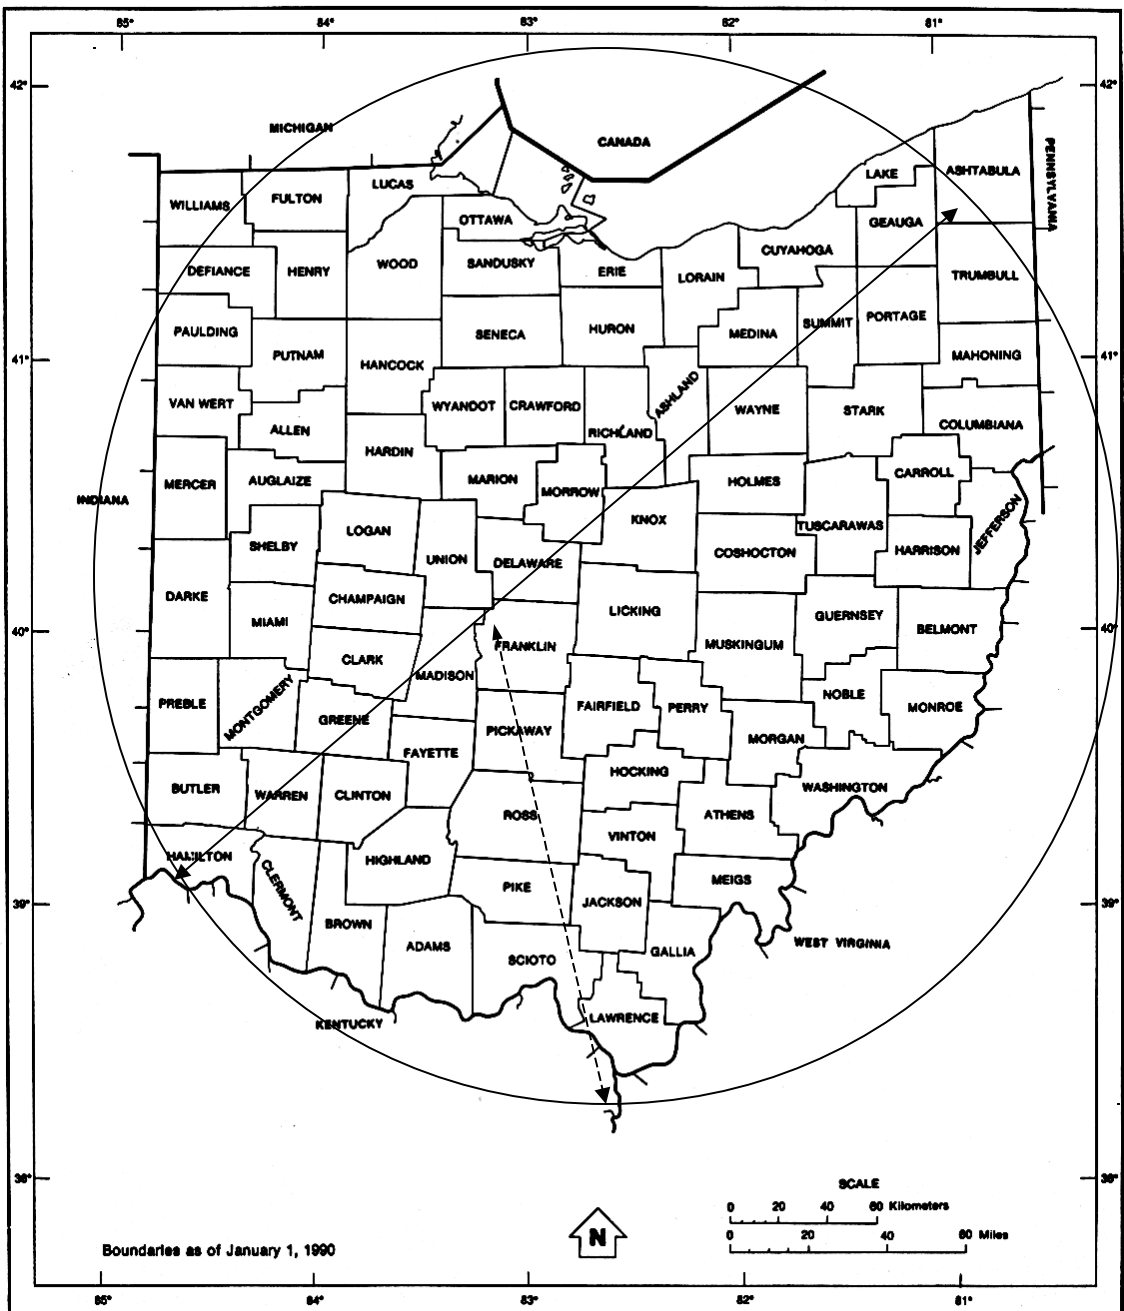 85° 84° 83° 82° 81°
42° 42°
MICHIGAN
CANADA
PENNSYLVANIA
WILLIAMS
FULTON
LUCAS
OTTAWA
LAKE
ASHTABULA
GEAUGA
DEFIANCE
HENRY
WOOD
SANDUSKY
ERIE
LORAIN
CUYAHOGA
TRUMBULL
PAULDING
PUTNAM
HANCOCK
SENECA
HURON
MEDINA
SUMMIT
PORTAGE
MAHONING
41° 41°
VAN WERT
ALLEN
HARDIN
WYANDOT
CRAWFORD
RICHLAND
ASHLAND
WAYNE
STARK
COLUMBIANA
INDIANA
MERCER
AUGLAIZE
MARION
MORROW
KNOX
HOLMES
CARROLL
TUSCARAWAS
HARRISON
JEFFERSON
SHELBY
LOGAN
UNION
DELAWARE
COSHOCTON
DARKE
MIAMI
CHAMPAIGN
LICKING
GUERNSEY
BELMONT
40° 40°
CLARK
MADISON
FRANKLIN
MUSKINGUM
PREBLE
MONTGOMERY
GREENE
FAYETTE
PICKAWAY
FAIRFIELD
PERRY
MORGAN
NOBLE
MONROE
BUTLER
WARREN
CLINTON
ROSS
HOCKING
ATHENS
WASHINGTON
HAMILTON
CLERMONT
HIGHLAND
VINTON
MEIGS
39° 39°
BROWN
ADAMS
PIKE
JACKSON
SCIOTO
GALLIA
WEST VIRGINIA
LAWRENCE
KENTUCKY
38° 38°
SCALE
0 20 40 60 Kilometers
0 20 40 60 Miles
N
Boundaries as of January 1, 1990
85° 84° 83° 82° 81°